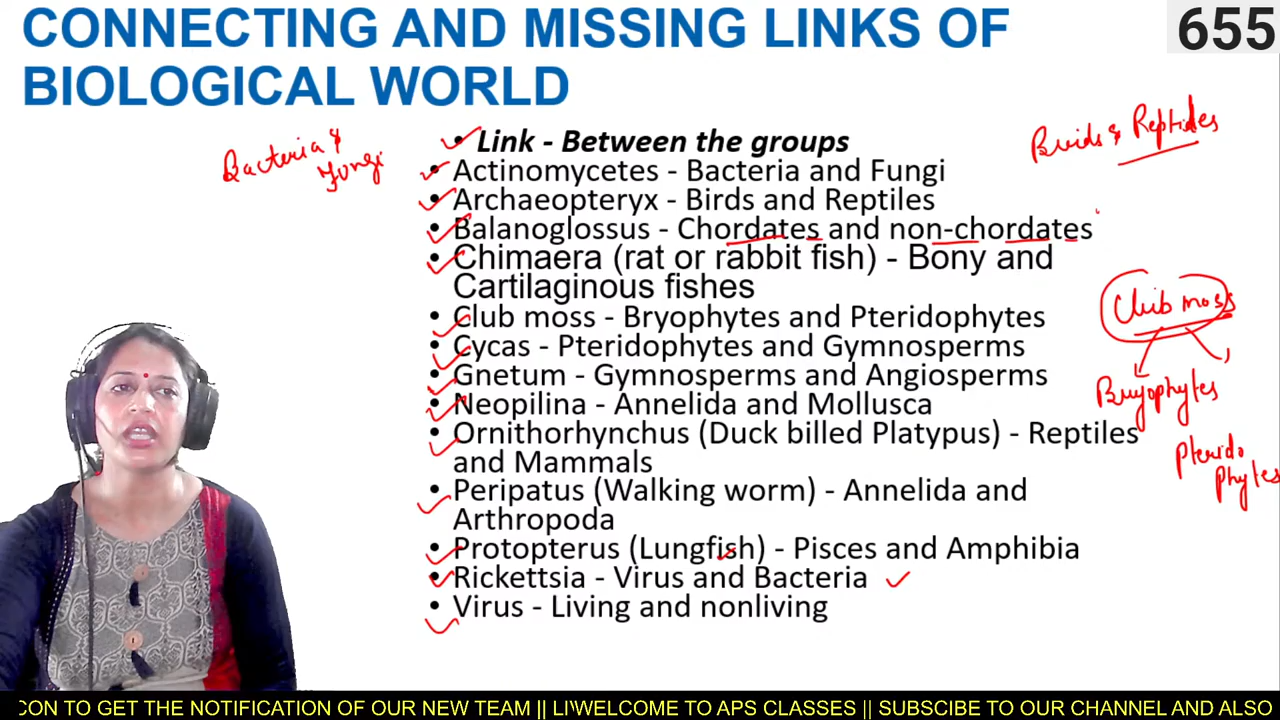 CONNECTING AND MISSING LINKS OF
BIOLOGICAL WORLD
655
Bacteria &
Fungi
Birds & Reptiles
• Link - Between the groups
• Actinomycetes - Bacteria and Fungi
• Archaeopteryx - Birds and Reptiles
• Balanoglossus - Chordates and non-chordates
• Chimaera (rat or rabbit fish) - Bony and
Cartilaginous fishes
• Club moss - Bryophytes and Pteridophytes
• Cycas - Pteridophytes and Gymnosperms
• Gnetum - Gymnosperms and Angiosperms
• Neopilina - Annelida and Mollusca
• Ornithorhynchus (Duck billed Platypus) - Reptiles
and Mammals
• Peripatus (Walking worm) - Annelida and
Arthropoda
• Protopterus (Lungfish) - Pisces and Amphibia
• Rickettsia - Virus and Bacteria
• Virus - Living and nonliving
Club moss
Bryophytes
Pterido
Phytes
CON TO GET THE NOTIFICATION OF OUR NEW TEAM || LI\WELCOME TO APS CLASSES || SUBSCIBE TO OUR CHANNEL AND ALSO